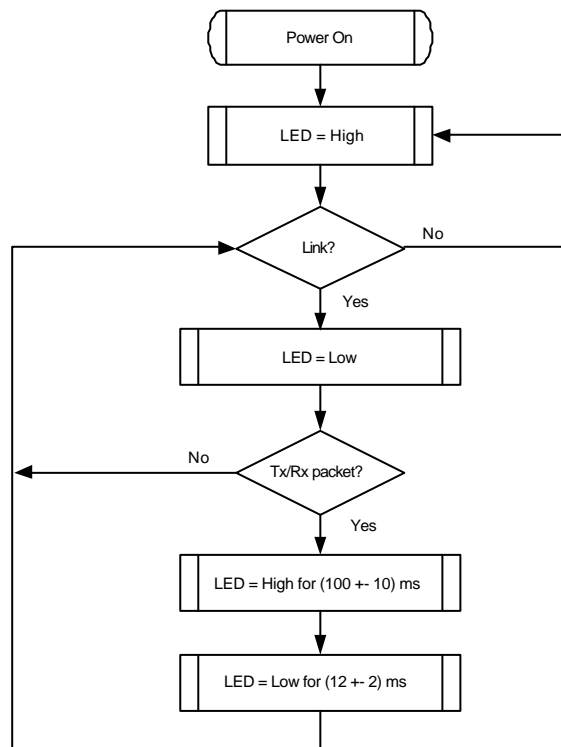 Power On
LED = High
Link?
No
Yes
LED = Low
No
Tx/Rx packet?
Yes
LED = High for (100 +- 10) ms
LED = Low for (12 +- 2) ms